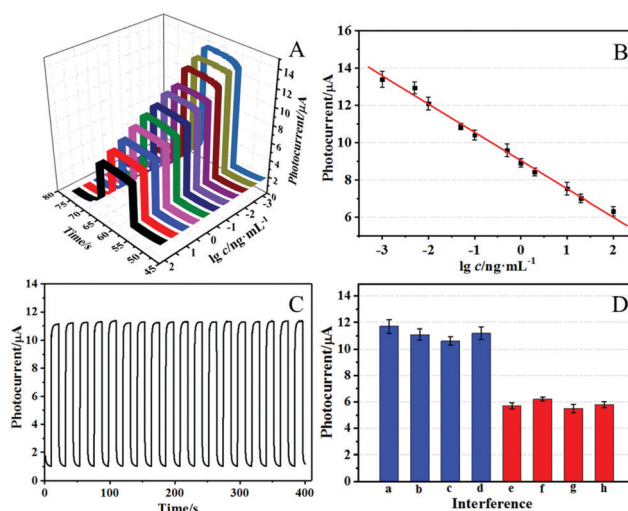 A
Photocurrent/μA
14
12
10
8
6
4
2
0
80
75
70
65
60
55
50
45
Time/s
2
1
0
-1
-2
-3
lg c/ng·mL⁻¹
B
Photocurrent/μA
16
14
12
10
8
6
-3 -2 -1 0 1 2
lg c/ng·mL⁻¹
C
Photocurrent/μA
14
12
10
8
6
4
2
0
0 100 200 300 400
Time/s
D
Photocurrent/μA
14
12
10
8
6
4
2
0
a b c d e f g h
Interference